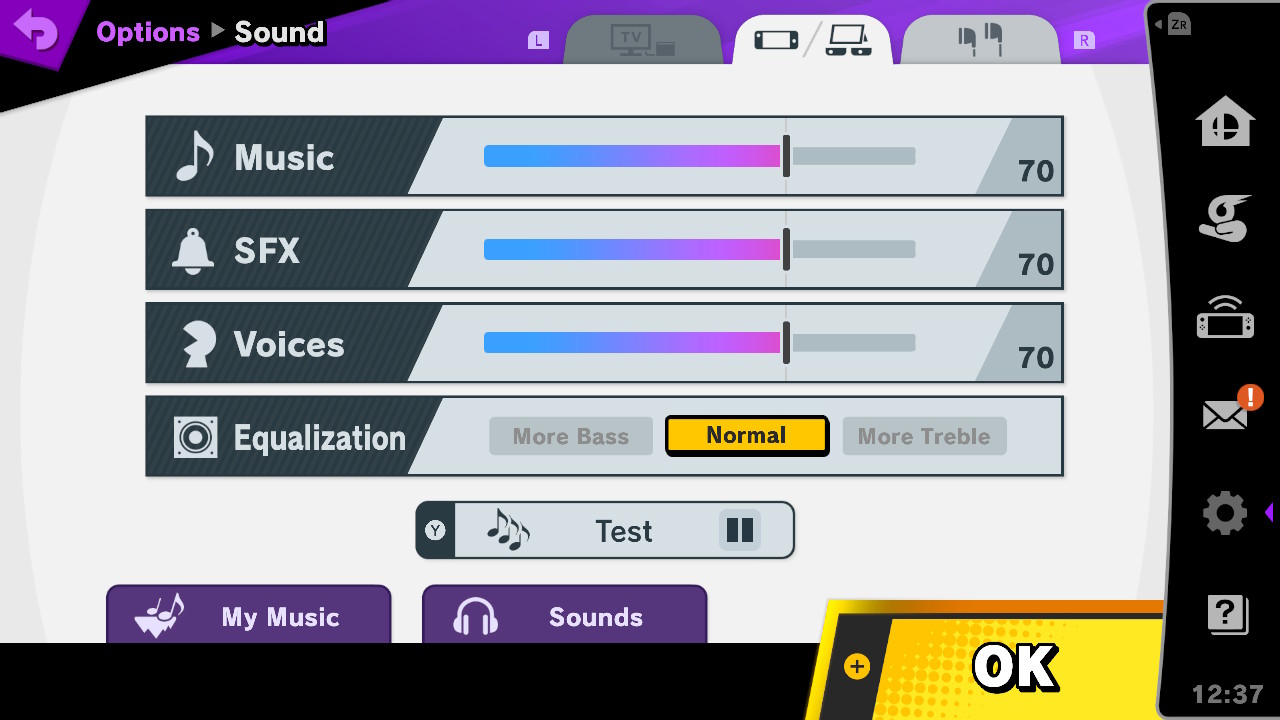 Options ▶ Sound
L
TV
R
ZR
Music
70
SFX
70
Voices
70
Equalization
More Bass
Normal
More Treble
Y
Test
My Music
Sounds
+
OK
!
?
12:37